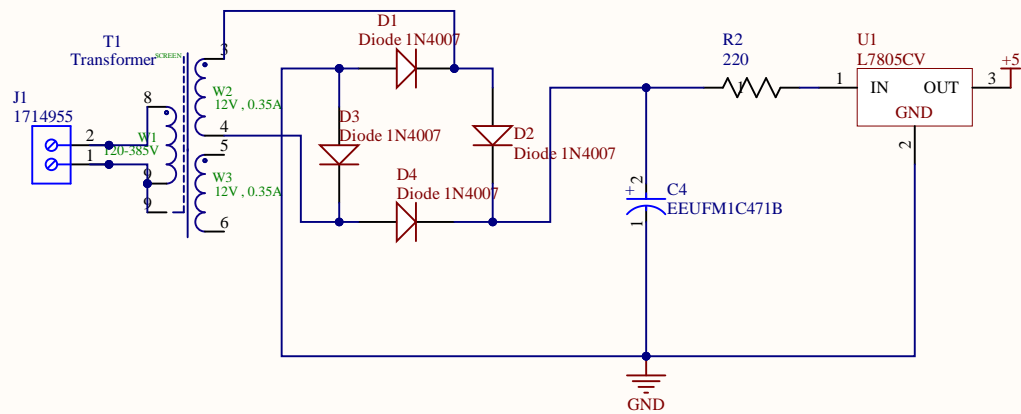 D1
Diode 1N4007
T1
Transformer
SCREEN
3
R2
220
1
U1
L7805CV
+5
1
IN
OUT
3
GND
2
J1
1714955
8
W2
12V , 0.35A
2
1
W1
120-385V
4
D3
Diode 1N4007
D2
Diode 1N4007
5
9
W3
12V , 0.35A
9
6
D4
Diode 1N4007
2
+
C4
EEUFM1C471B
1
GND